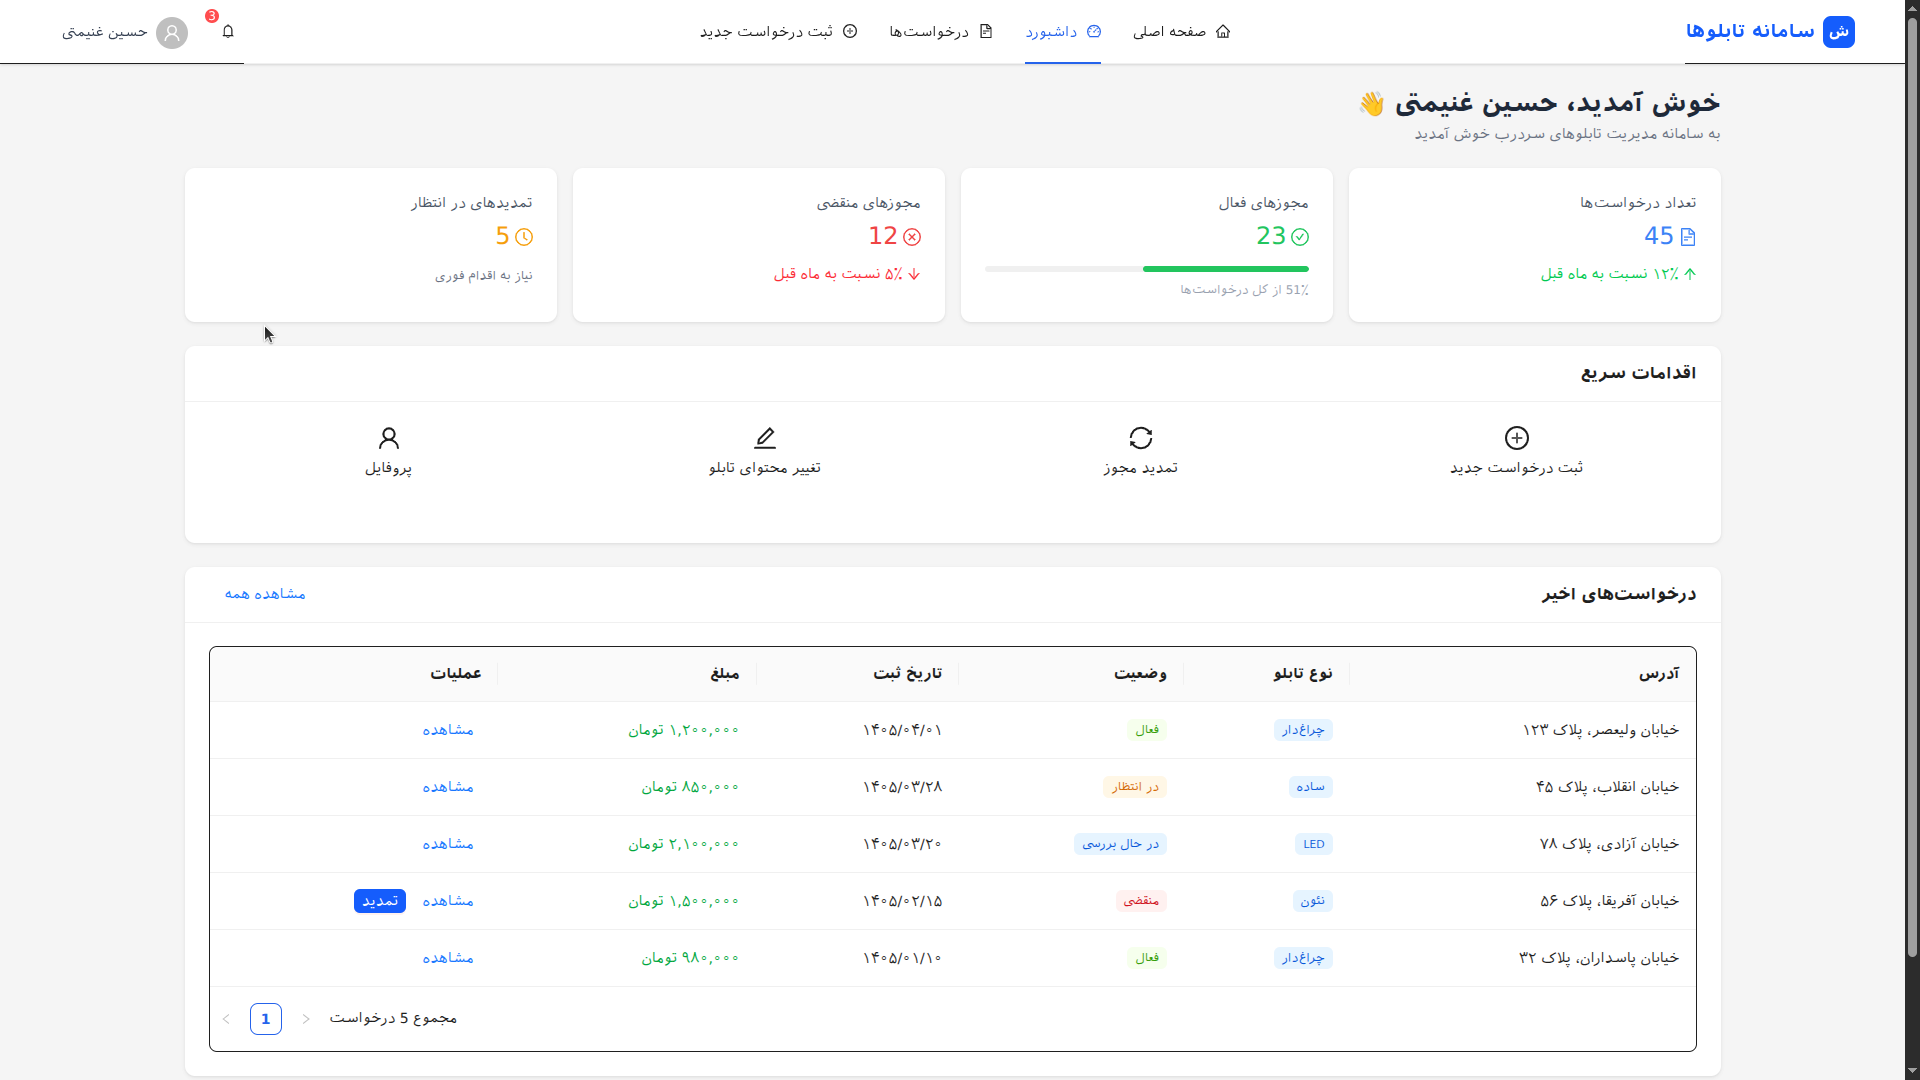 ش سامانه تابلوها
صفحه اصلی
داشبورد
درخواست‌ها
ثبت درخواست جدید
3
حسین غنیمتی
خوش آمدید، حسین غنیمتی 👋
به سامانه مدیریت تابلوهای سردرب خوش آمدید
تعداد درخواست‌ها
45
۱۲٪ نسبت به ماه قبل
مجوزهای فعال
23
51٪ از کل درخواست‌ها
مجوزهای منقضی
12
۵٪ نسبت به ماه قبل
تمدیدهای در انتظار
5
نیاز به اقدام فوری
اقدامات سریع
ثبت درخواست جدید
تمدید مجوز
تغییر محتوای تابلو
پروفایل
درخواست‌های اخیر
مشاهده همه
آدرس نوع تابلو وضعیت تاریخ ثبت مبلغ عملیات
خیابان ولیعصر، پلاک ۱۲۳ چراغ‌دار فعال ۱۴۰۵/۰۴/۰۱ ۱,۲۰۰,۰۰۰ تومان مشاهده
خیابان انقلاب، پلاک ۴۵ ساده در انتظار ۱۴۰۵/۰۳/۲۸ ۸۵۰,۰۰۰ تومان مشاهده
خیابان آزادی، پلاک ۷۸ LED در حال بررسی ۱۴۰۵/۰۳/۲۰ ۲,۱۰۰,۰۰۰ تومان مشاهده
خیابان آفریقا، پلاک ۵۶ نئون منقضی ۱۴۰۵/۰۲/۱۵ ۱,۵۰۰,۰۰۰ تومان مشاهده تمدید
خیابان پاسداران، پلاک ۳۲ چراغ‌دار فعال ۱۴۰۵/۰۱/۱۰ ۹۸۰,۰۰۰ تومان مشاهده
مجموع 5 درخواست
1